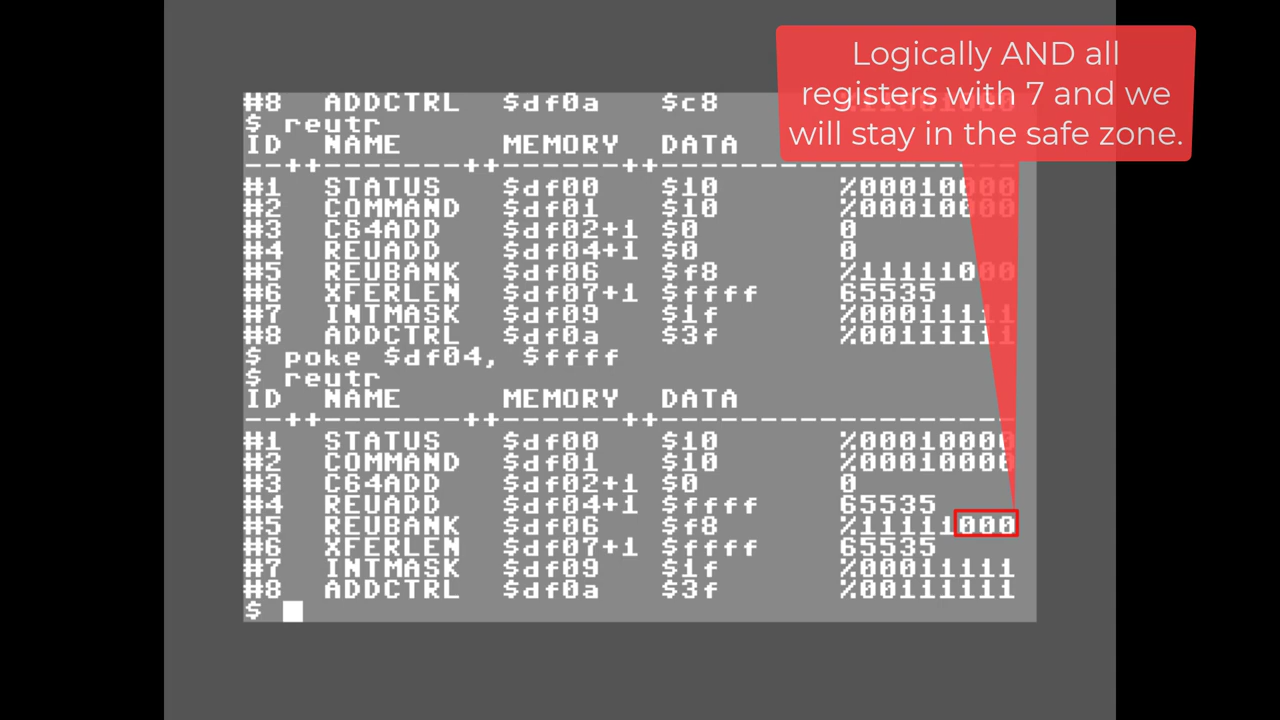 Logically AND all
registers with 7 and we
will stay in the safe zone.
#8 ADDCTRL $df0a $c8 %11001000
$ reutr
ID NAME MEMORY DATA
--++-------++------++-----------------
#1 STATUS $df00 $10 %00010000
#2 COMMAND $df01 $10 %00010000
#3 C64ADD $df02+1 $0 0
#4 REUADD $df04+1 $0 0
#5 REUBANK $df06 $f8 %11111000
#6 XFERLEN $df07+1 $ffff 65535
#7 INTMASK $df09 $1f %00011111
#8 ADDCTRL $df0a $3f %00111111
$ poke $df04, $ffff
$ reutr
ID NAME MEMORY DATA
--++-------++------++-----------------
#1 STATUS $df00 $10 %00010000
#2 COMMAND $df01 $10 %00010000
#3 C64ADD $df02+1 $0 0
#4 REUADD $df04+1 $ffff 65535
#5 REUBANK $df06 $f8 %11111000
#6 XFERLEN $df07+1 $ffff 65535
#7 INTMASK $df09 $1f %00011111
#8 ADDCTRL $df0a $3f %00111111
$